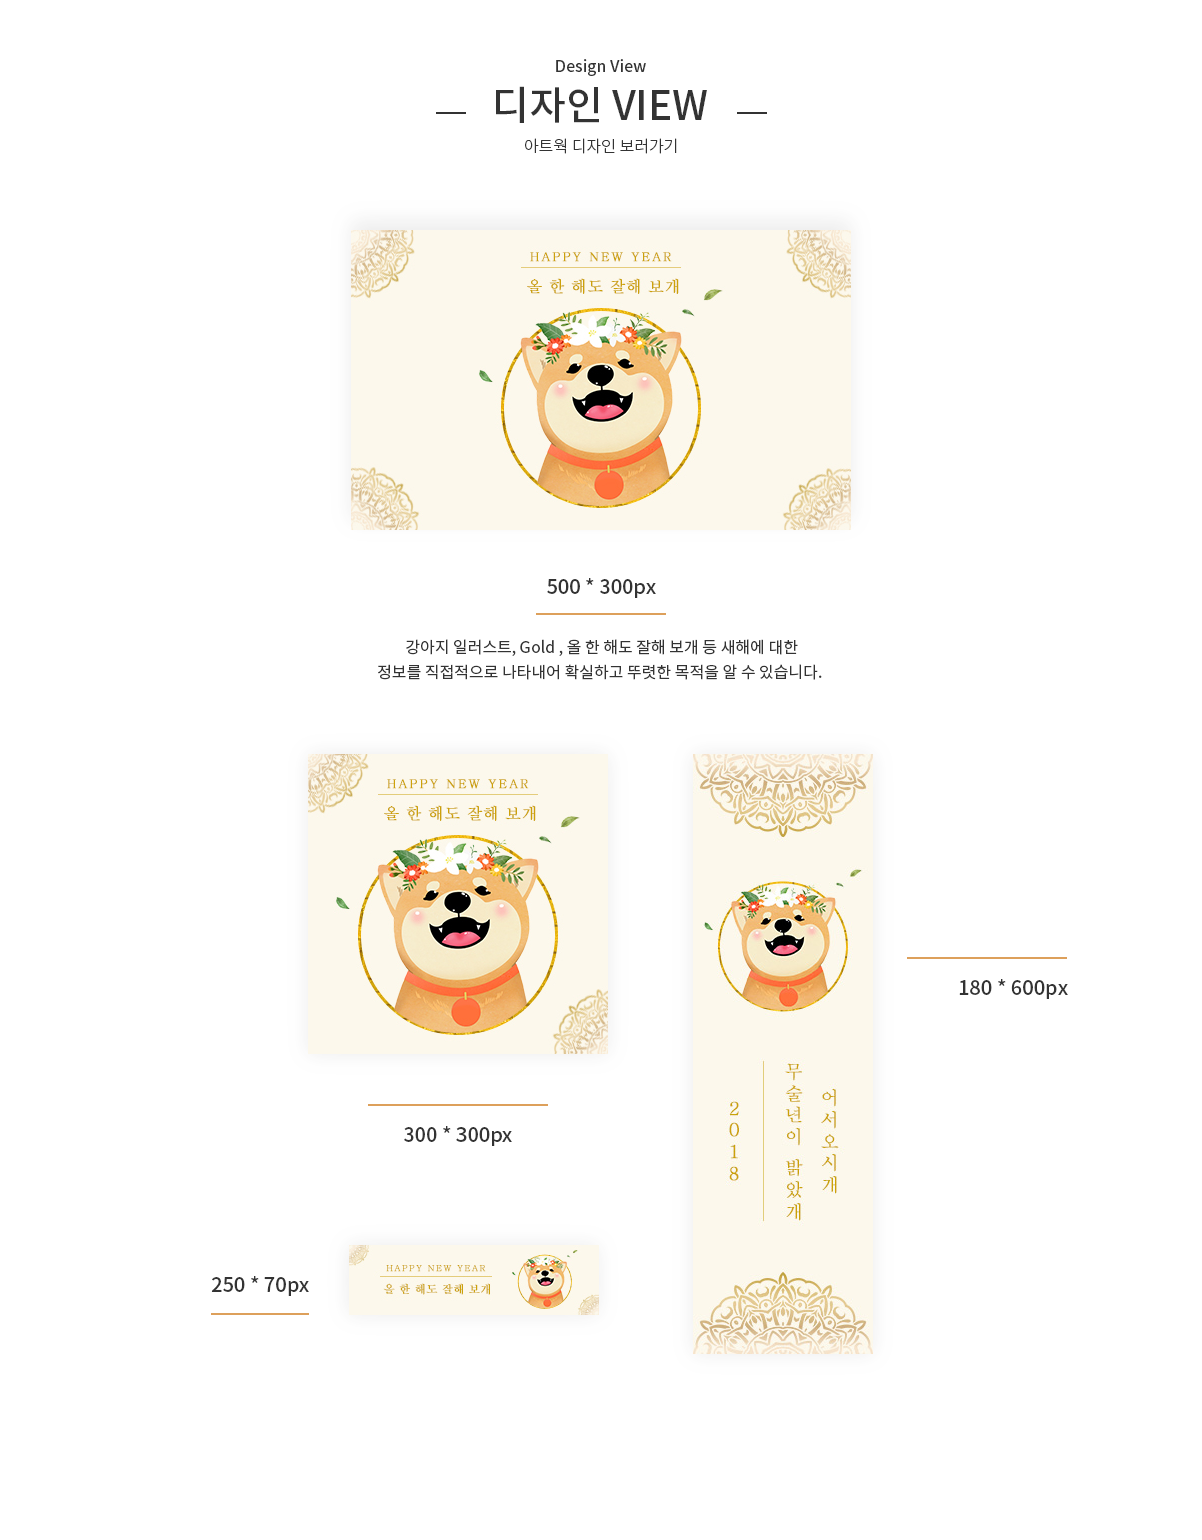 Design View
디자인 VIEW
아트웍 디자인 보러가기
HAPPY NEW YEAR
올 한 해도 잘해 보개
500 * 300px
강아지 일러스트, Gold , 올 한 해도 잘해 보개 등 새해에 대한
정보를 직접적으로 나타내어 확실하고 뚜렷한 목적을 알 수 있습니다.
HAPPY NEW YEAR
올 한 해도 잘해 보개
300 * 300px
어서오시개
무술년이 밝았개
2018
180 * 600px
250 * 70px
HAPPY NEW YEAR
올 한 해도 잘해 보개